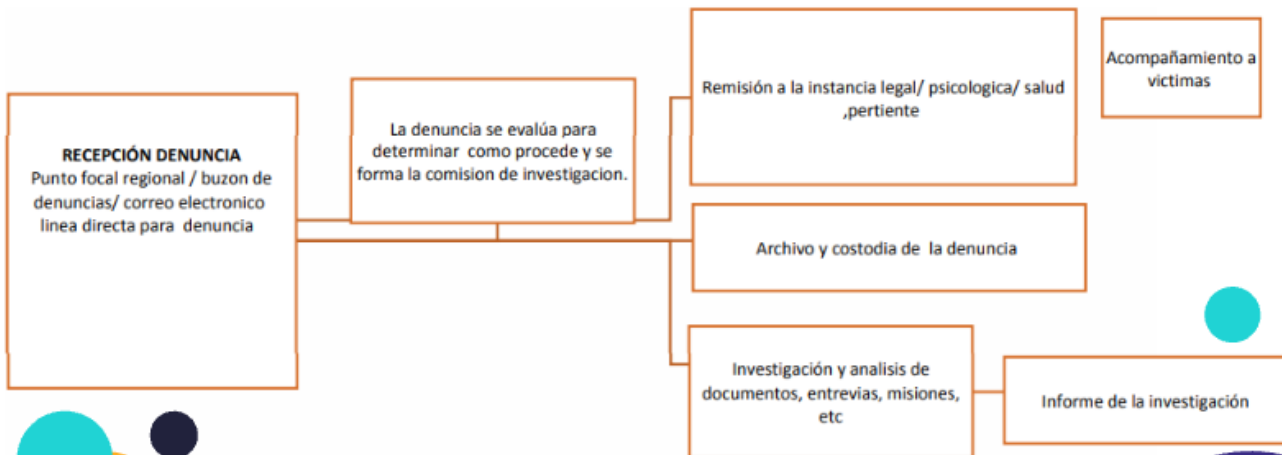 RECEPCIÓN DENUNCIA
Punto focal regional / buzon de
denuncias/ correo electronico
linea directa para denuncia
La denuncia se evalúa para
determinar como procede y se
forma la comision de investigacion.
Remisión a la instancia legal/ psicologica/ salud
,pertiente
Acompañamiento a
victimas
Archivo y custodia de la denuncia
Investigación y analisis de
documentos, entrevias, misiones,
etc
Informe de la investigación